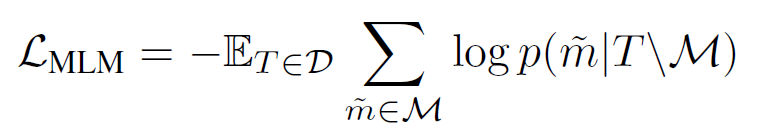 ℒ_MLM = −𝔼_{T∈𝒟} ∑_{m̃∈ℳ} log p(m̃|T\ℳ)